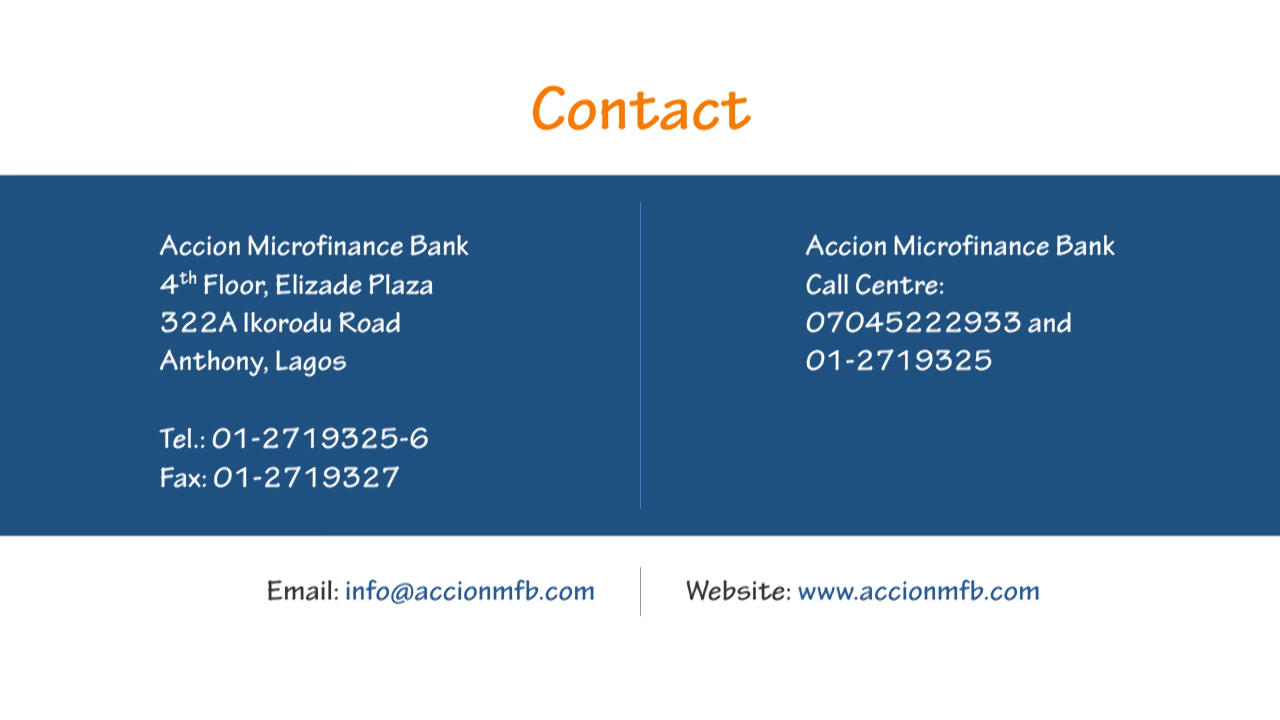 Contact
Accion Microfinance Bank
4th Floor, Elizade Plaza
322A Ikorodu Road
Anthony, Lagos
Tel.: 01-2719325-6
Fax: 01-2719327
Accion Microfinance Bank
Call Centre:
07045222933 and
01-2719325
Email: info@accionmfb.com
Website: www.accionmfb.com